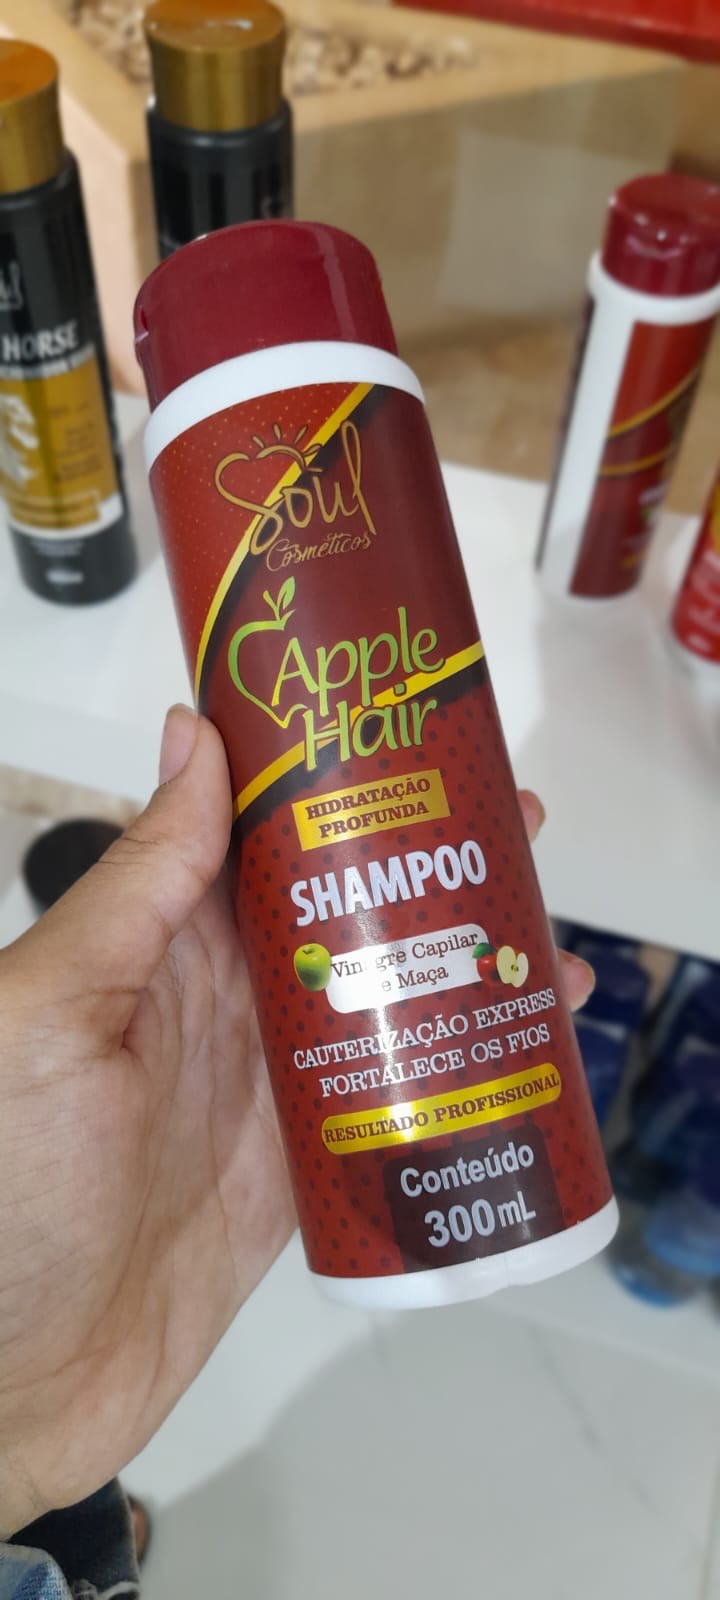 HORSE
Soul
Cosméticos
Apple
Hair
HIDRATAÇÃO
PROFUNDA
SHAMPOO
Vinagre Capilar
e Maça
CAUTERIZAÇÃO EXPRESS
FORTALECE OS FIOS
RESULTADO PROFISSIONAL
Conteúdo
300mL